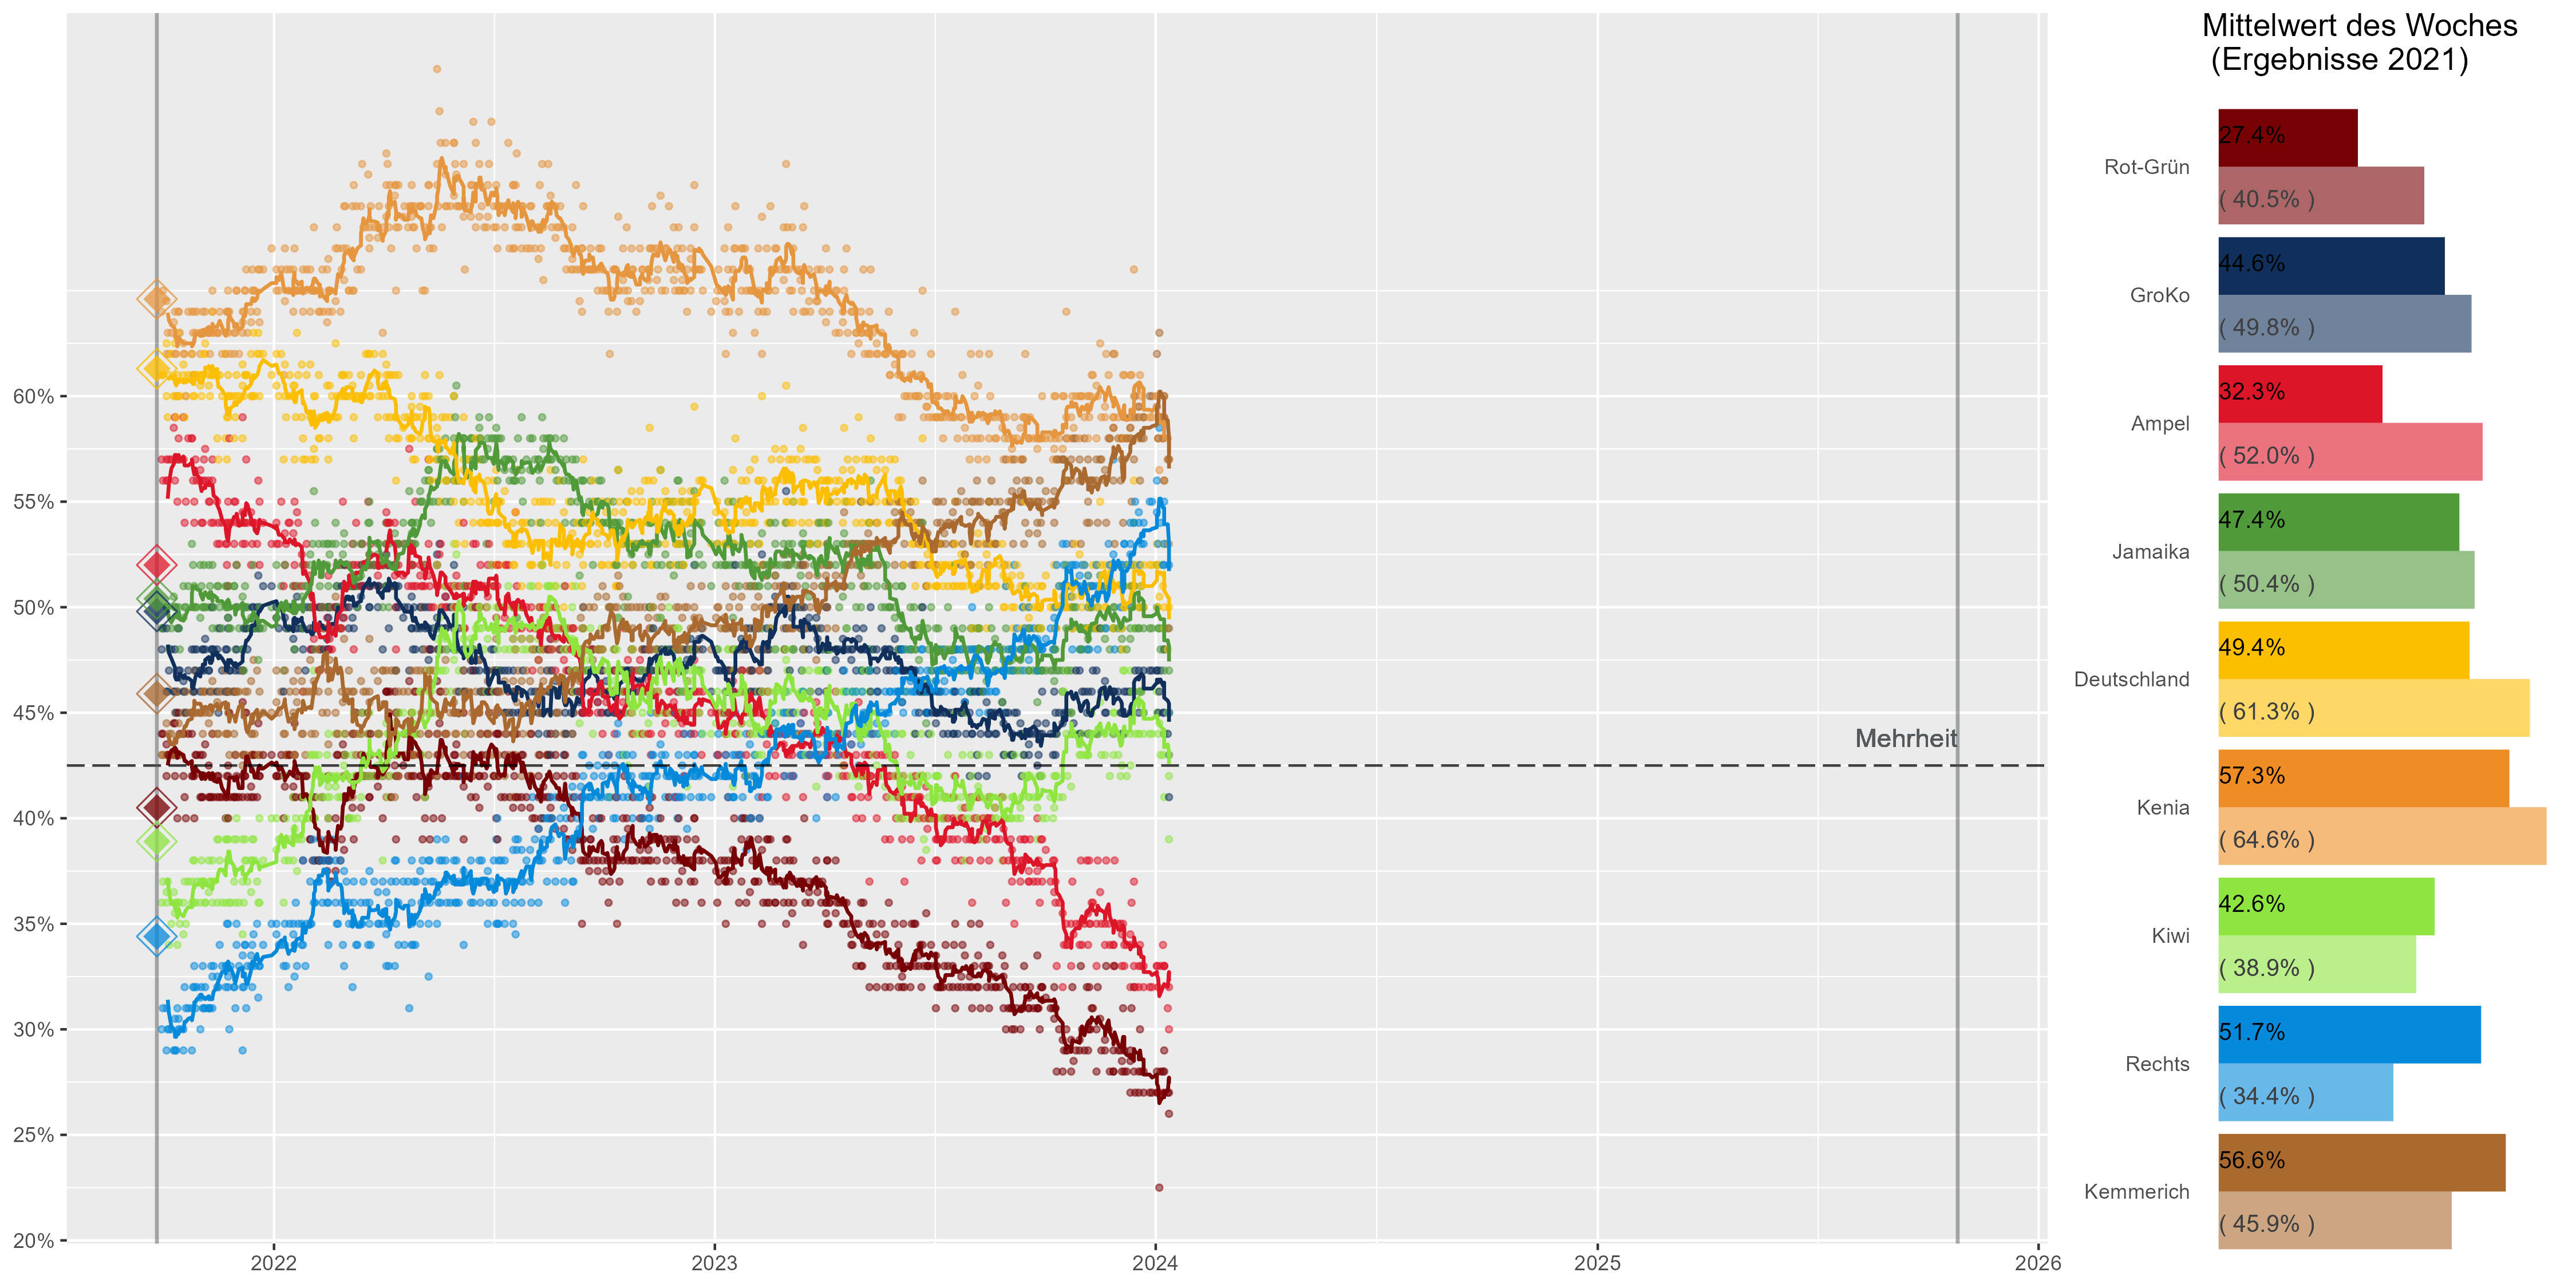 Mittelwert des Woches
(Ergebnisse 2021)
60%
55%
50%
45%
40%
35%
30%
25%
20%
2022
2023
2024
2025
2026
Mehrheit
Rot-Grün
27.4%
( 40.5% )
GroKo
44.6%
( 49.8% )
Ampel
32.3%
( 52.0% )
Jamaika
47.4%
( 50.4% )
Deutschland
49.4%
( 61.3% )
Kenia
57.3%
( 64.6% )
Kiwi
42.6%
( 38.9% )
Rechts
51.7%
( 34.4% )
Kemmerich
56.6%
( 45.9% )